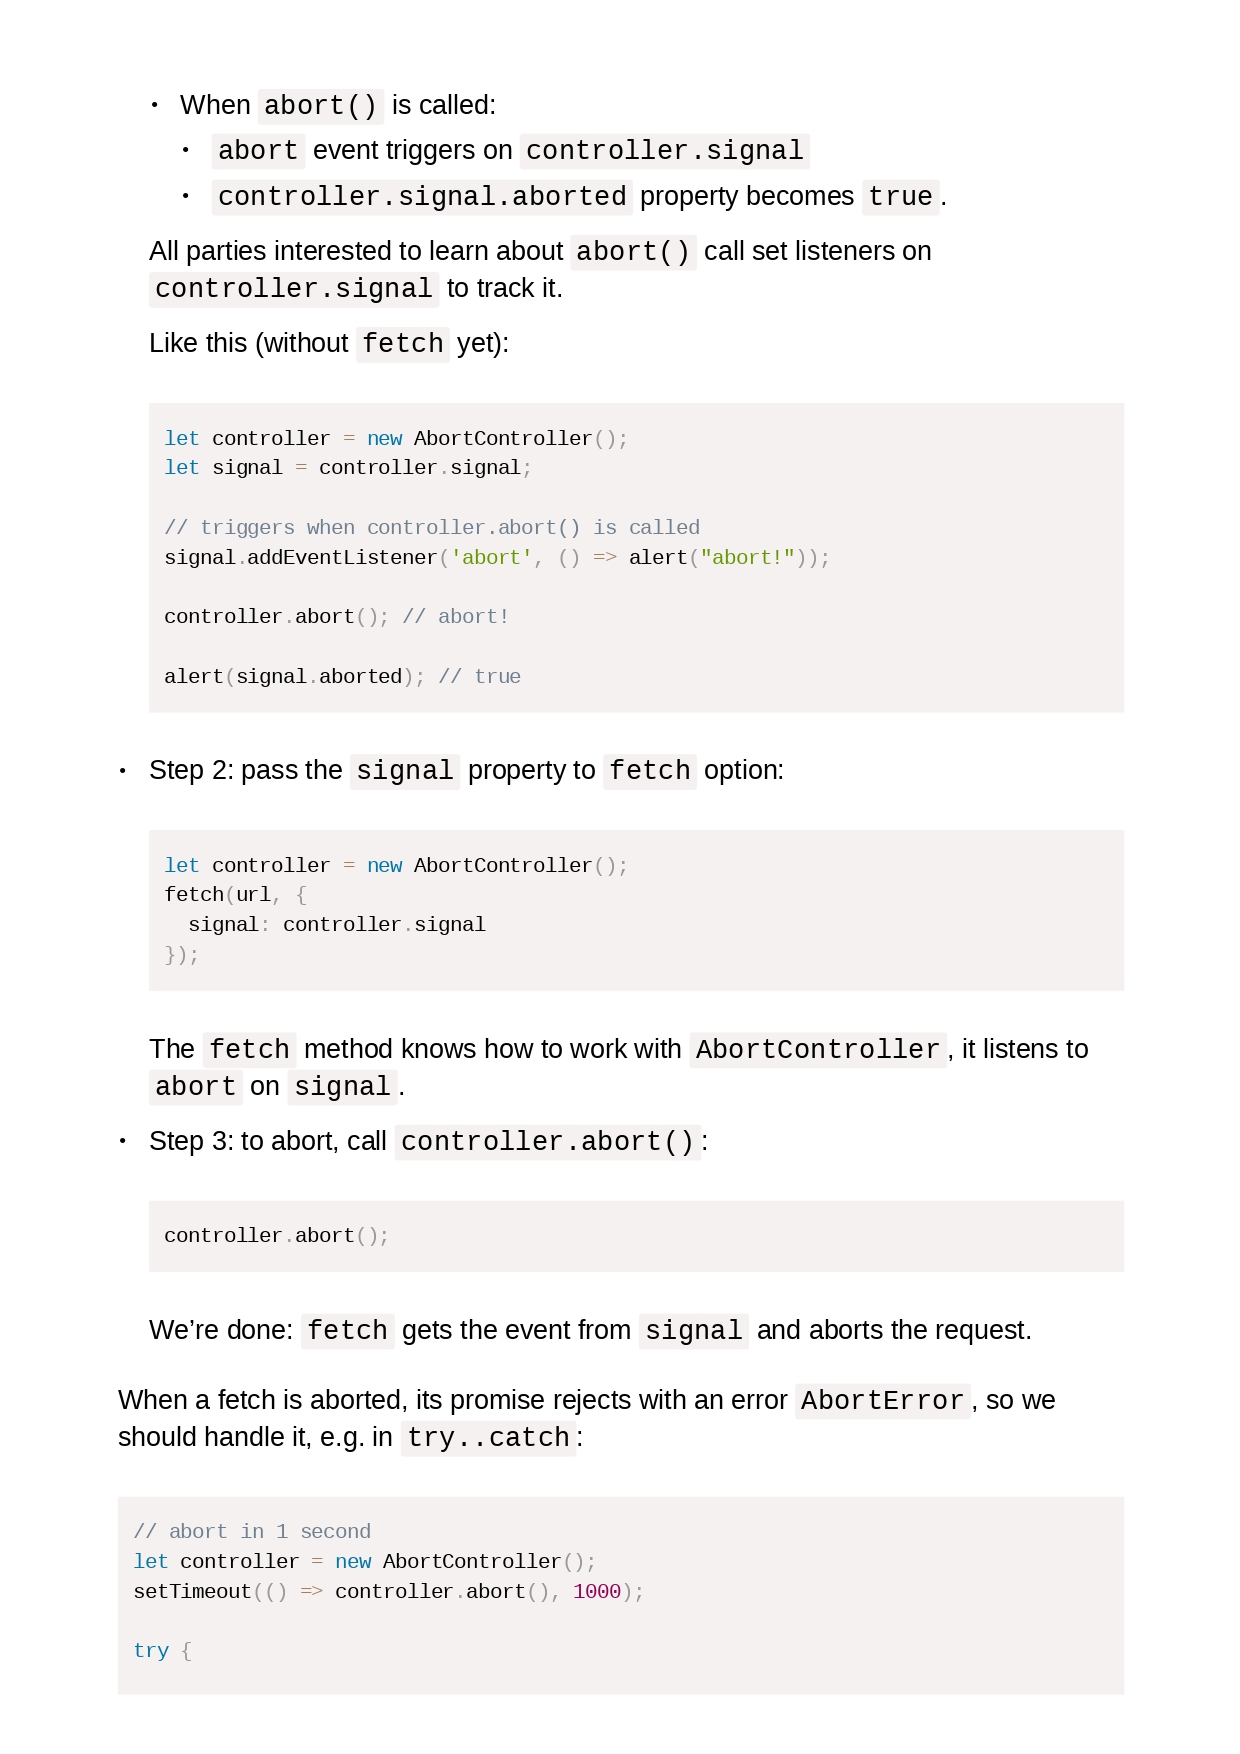 • When abort() is called:
• abort event triggers on controller.signal
• controller.signal.aborted property becomes true.
All parties interested to learn about abort() call set listeners on
controller.signal to track it.
Like this (without fetch yet):
let controller = new AbortController();
let signal = controller.signal;
// triggers when controller.abort() is called
signal.addEventListener('abort', () => alert("abort!"));
controller.abort(); // abort!
alert(signal.aborted); // true
• Step 2: pass the signal property to fetch option:
let controller = new AbortController();
fetch(url, {
  signal: controller.signal
});
The fetch method knows how to work with AbortController, it listens to
abort on signal.
• Step 3: to abort, call controller.abort():
controller.abort();
We’re done: fetch gets the event from signal and aborts the request.
When a fetch is aborted, its promise rejects with an error AbortError, so we
should handle it, e.g. in try..catch:
// abort in 1 second
let controller = new AbortController();
setTimeout(() => controller.abort(), 1000);
try {